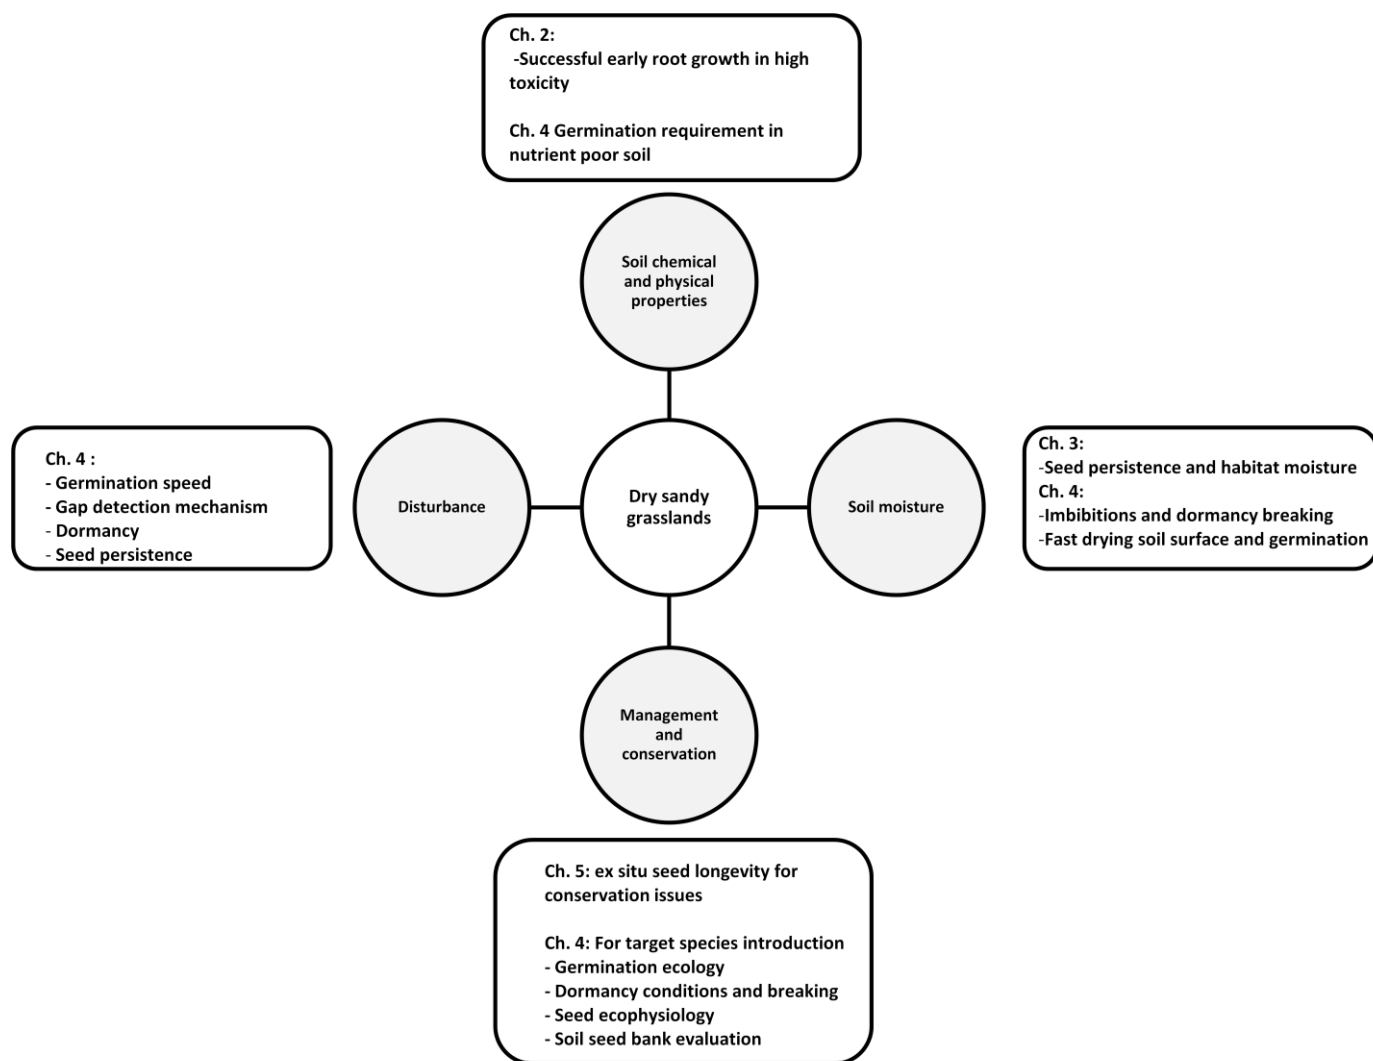 Ch. 2:
-Successful early root growth in high
toxicity
Ch. 4 Germination requirement in
nutrient poor soil
Soil chemical
and physical
properties
Ch. 4 :
- Germination speed
- Gap detection mechanism
- Dormancy
- Seed persistence
Disturbance
Dry sandy
grasslands
Soil moisture
Ch. 3:
-Seed persistence and habitat moisture
Ch. 4:
-Imbibitions and dormancy breaking
-Fast drying soil surface and germination
Management
and
conservation
Ch. 5: ex situ seed longevity for
conservation issues
Ch. 4: For target species introduction
- Germination ecology
- Dormancy conditions and breaking
- Seed ecophysiology
- Soil seed bank evaluation